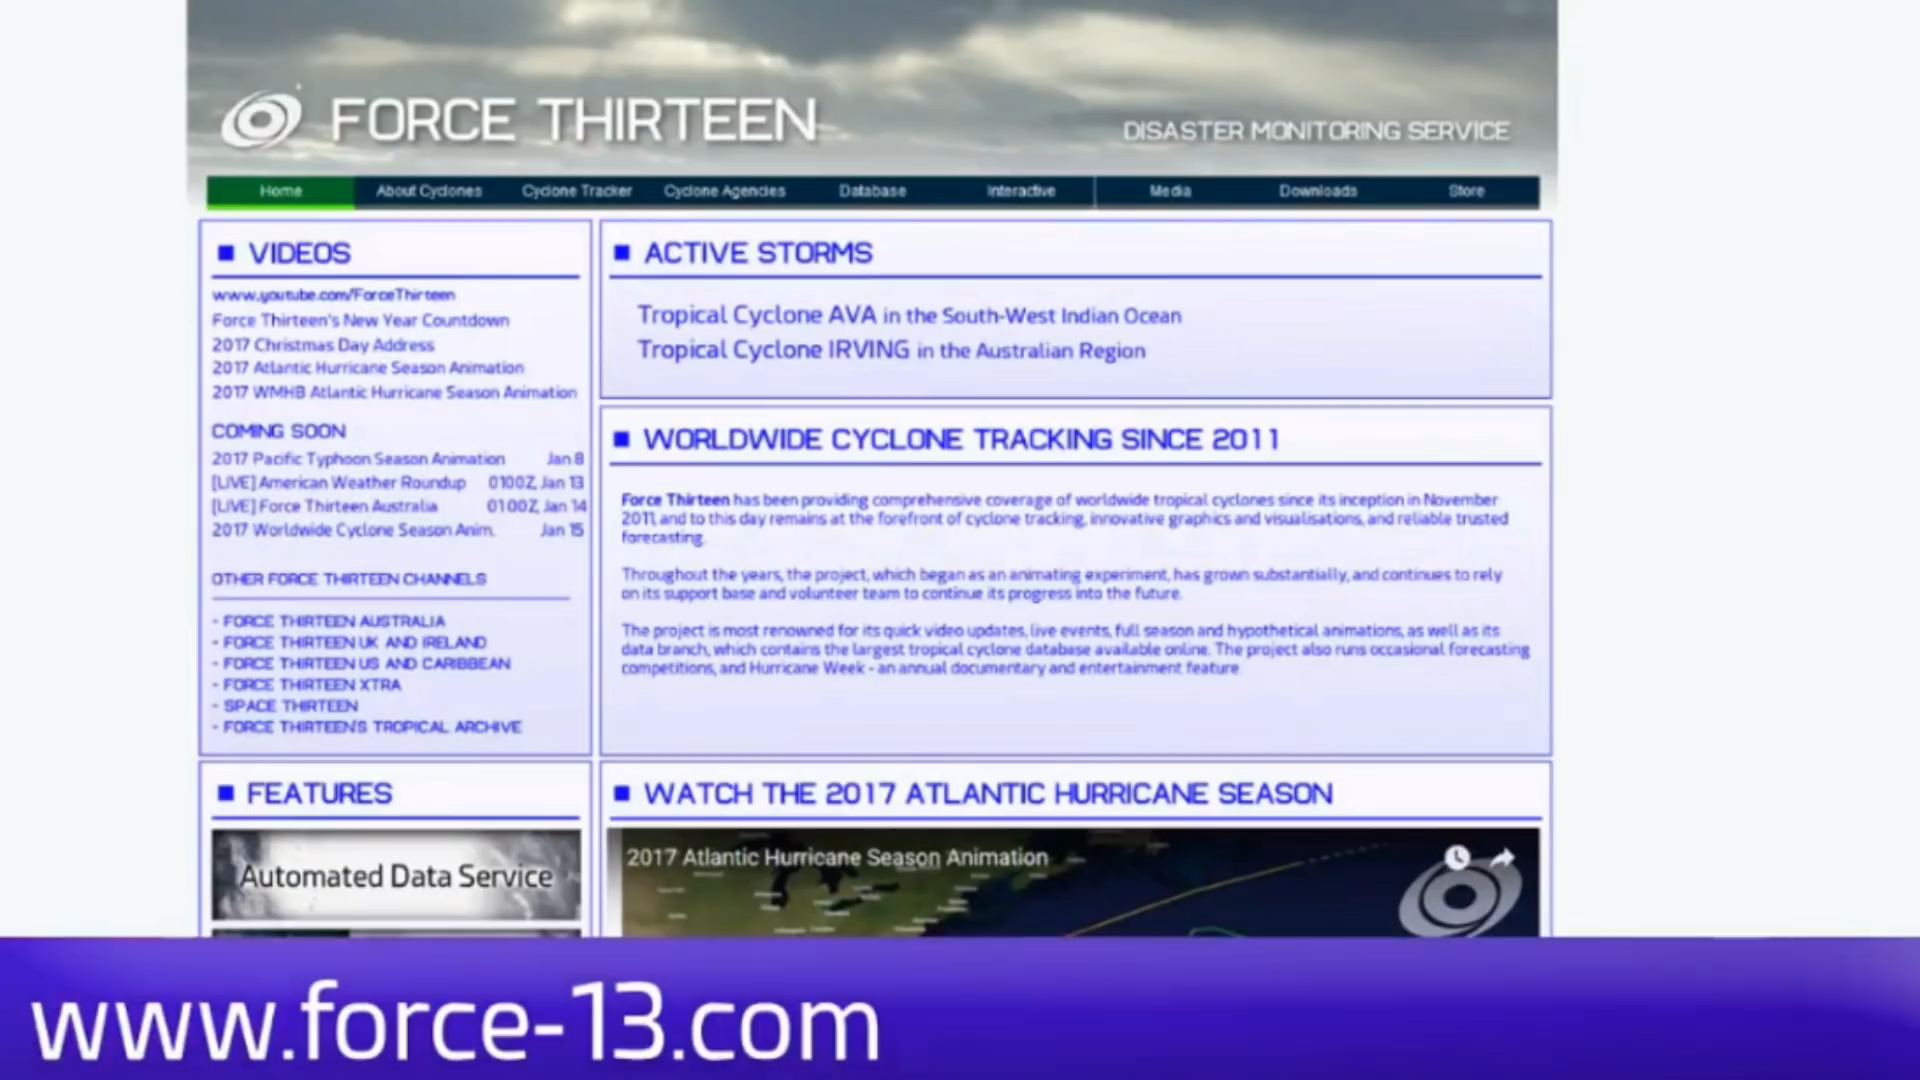 FORCE THIRTEEN
DISASTER MONITORING SERVICE
Home
About Cyclones
Cyclone Tracker
Cyclone Agencies
Database
Interactive
Media
Downloads
Store
VIDEOS
www.youtube.com/ForceThirteen
Force Thirteen's New Year Countdown
2017 Christmas Day Address
2017 Atlantic Hurricane Season Animation
2017 WMHB Atlantic Hurricane Season Animation
COMING SOON
2017 Pacific Typhoon Season Animation Jan 8
[LIVE] American Weather Roundup 0100Z, Jan 13
[LIVE] Force Thirteen Australia 0100Z, Jan 14
2017 Worldwide Cyclone Season Anim. Jan 15
OTHER FORCE THIRTEEN CHANNELS
- FORCE THIRTEEN AUSTRALIA
- FORCE THIRTEEN UK AND IRELAND
- FORCE THIRTEEN US AND CARIBBEAN
- FORCE THIRTEEN XTRA
- SPACE THIRTEEN
- FORCE THIRTEEN'S TROPICAL ARCHIVE
ACTIVE STORMS
Tropical Cyclone AVA in the South-West Indian Ocean
Tropical Cyclone IRVING in the Australian Region
WORLDWIDE CYCLONE TRACKING SINCE 2011
Force Thirteen has been providing comprehensive coverage of worldwide tropical cyclones since its inception in November
2011, and to this day remains at the forefront of cyclone tracking, innovative graphics and visualisations, and reliable trusted
forecasting.
Throughout the years, the project, which began as an animating experiment, has grown substantially, and continues to rely
on its support base and volunteer team to continue its progress into the future.
The project is most renowned for its quick video updates, live events, full season and hypothetical animations, as well as its
data branch, which contains the largest tropical cyclone database available online. The project also runs occasional forecasting
competitions, and Hurricane Week - an annual documentary and entertainment feature.
FEATURES
Automated Data Service
WATCH THE 2017 ATLANTIC HURRICANE SEASON
2017 Atlantic Hurricane Season Animation
www.force-13.com